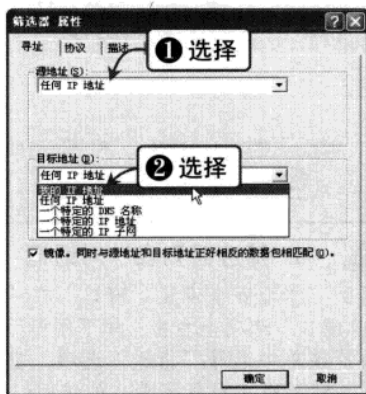 筛选器 属性
寻址 协议 描述
❶选择
源地址(S):
任何 IP 地址
目标地址(D):
❷选择
任何 IP 地址
我的 IP 地址
任何 IP 地址
一个特定的 DNS 名称
一个特定的 IP 地址
一个特定的 IP 子网
镜像。同时与源地址和目标地址正好相反的数据包相匹配(O)。
确定 取消